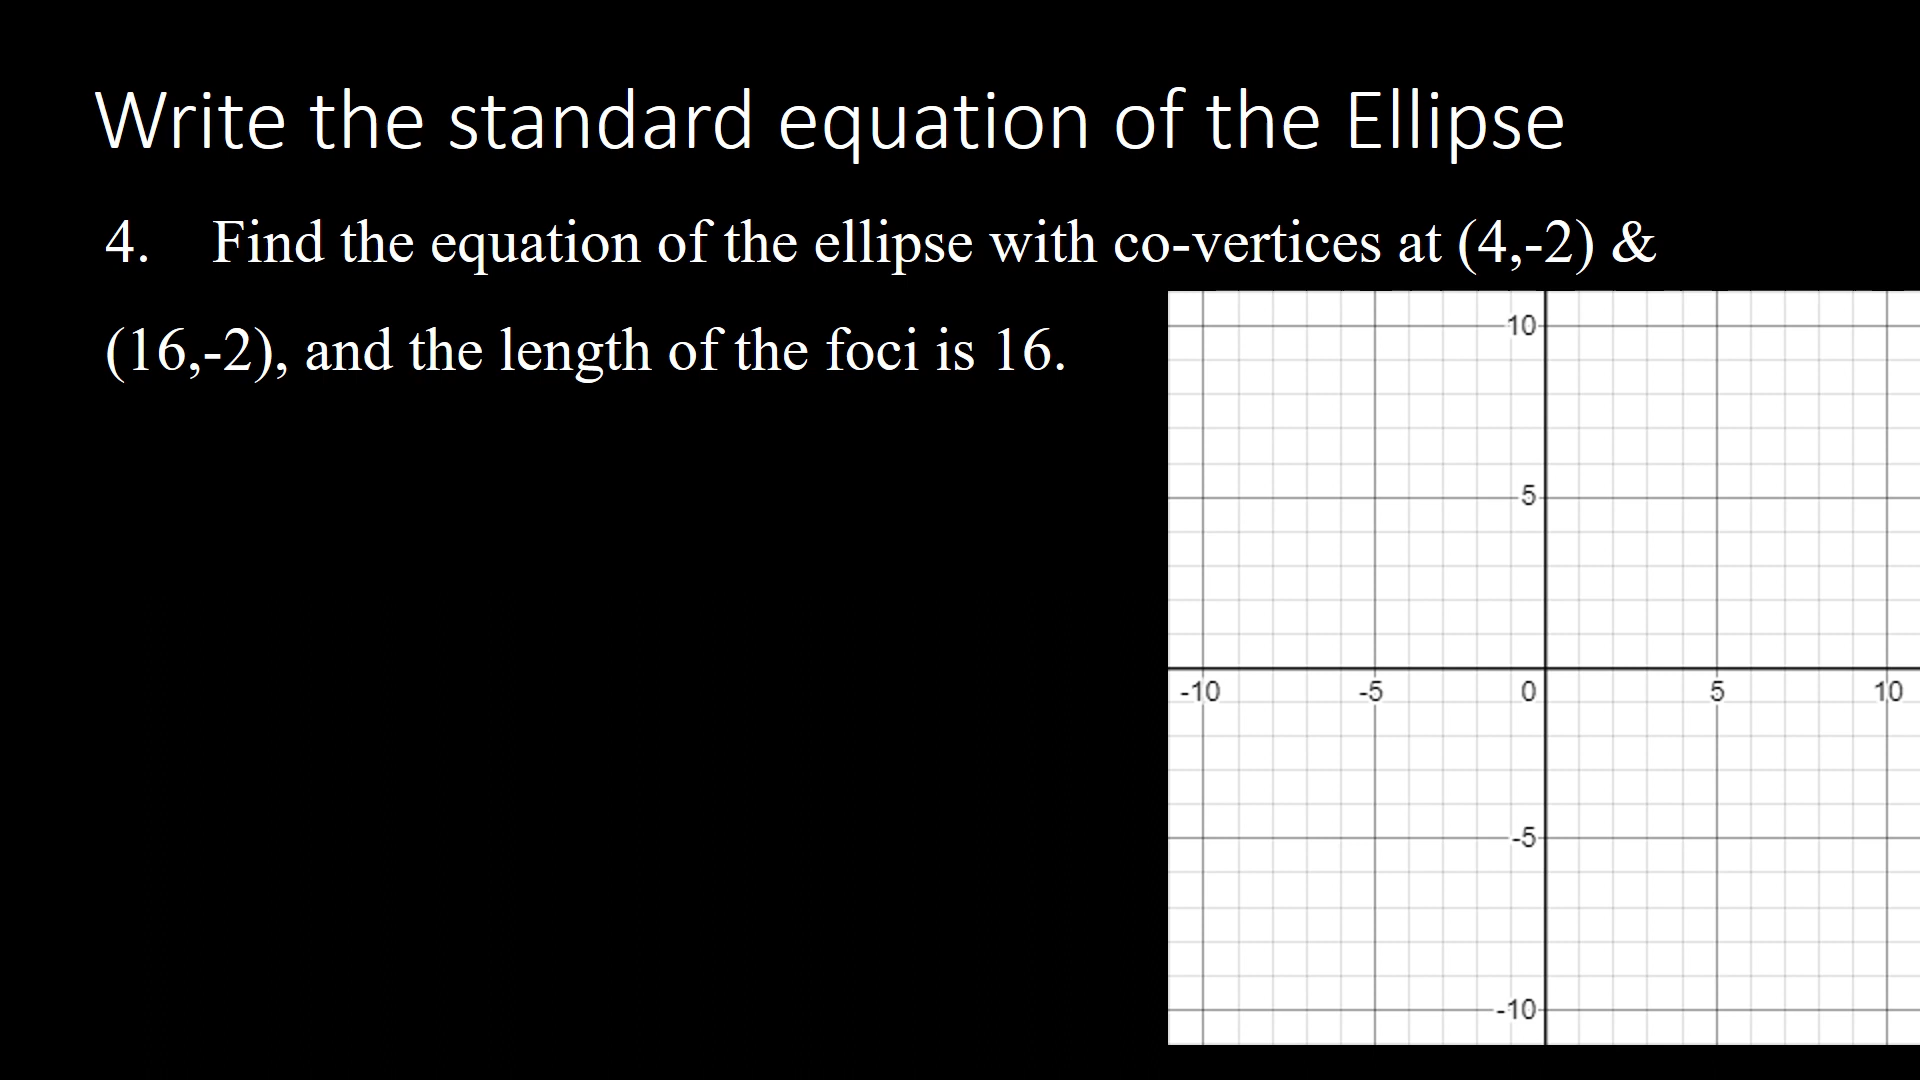 Write the standard equation of the Ellipse
4. Find the equation of the ellipse with co-vertices at (4,-2) &
(16,-2), and the length of the foci is 16.
10
5
-10 -5 0 5 10
-5
-10